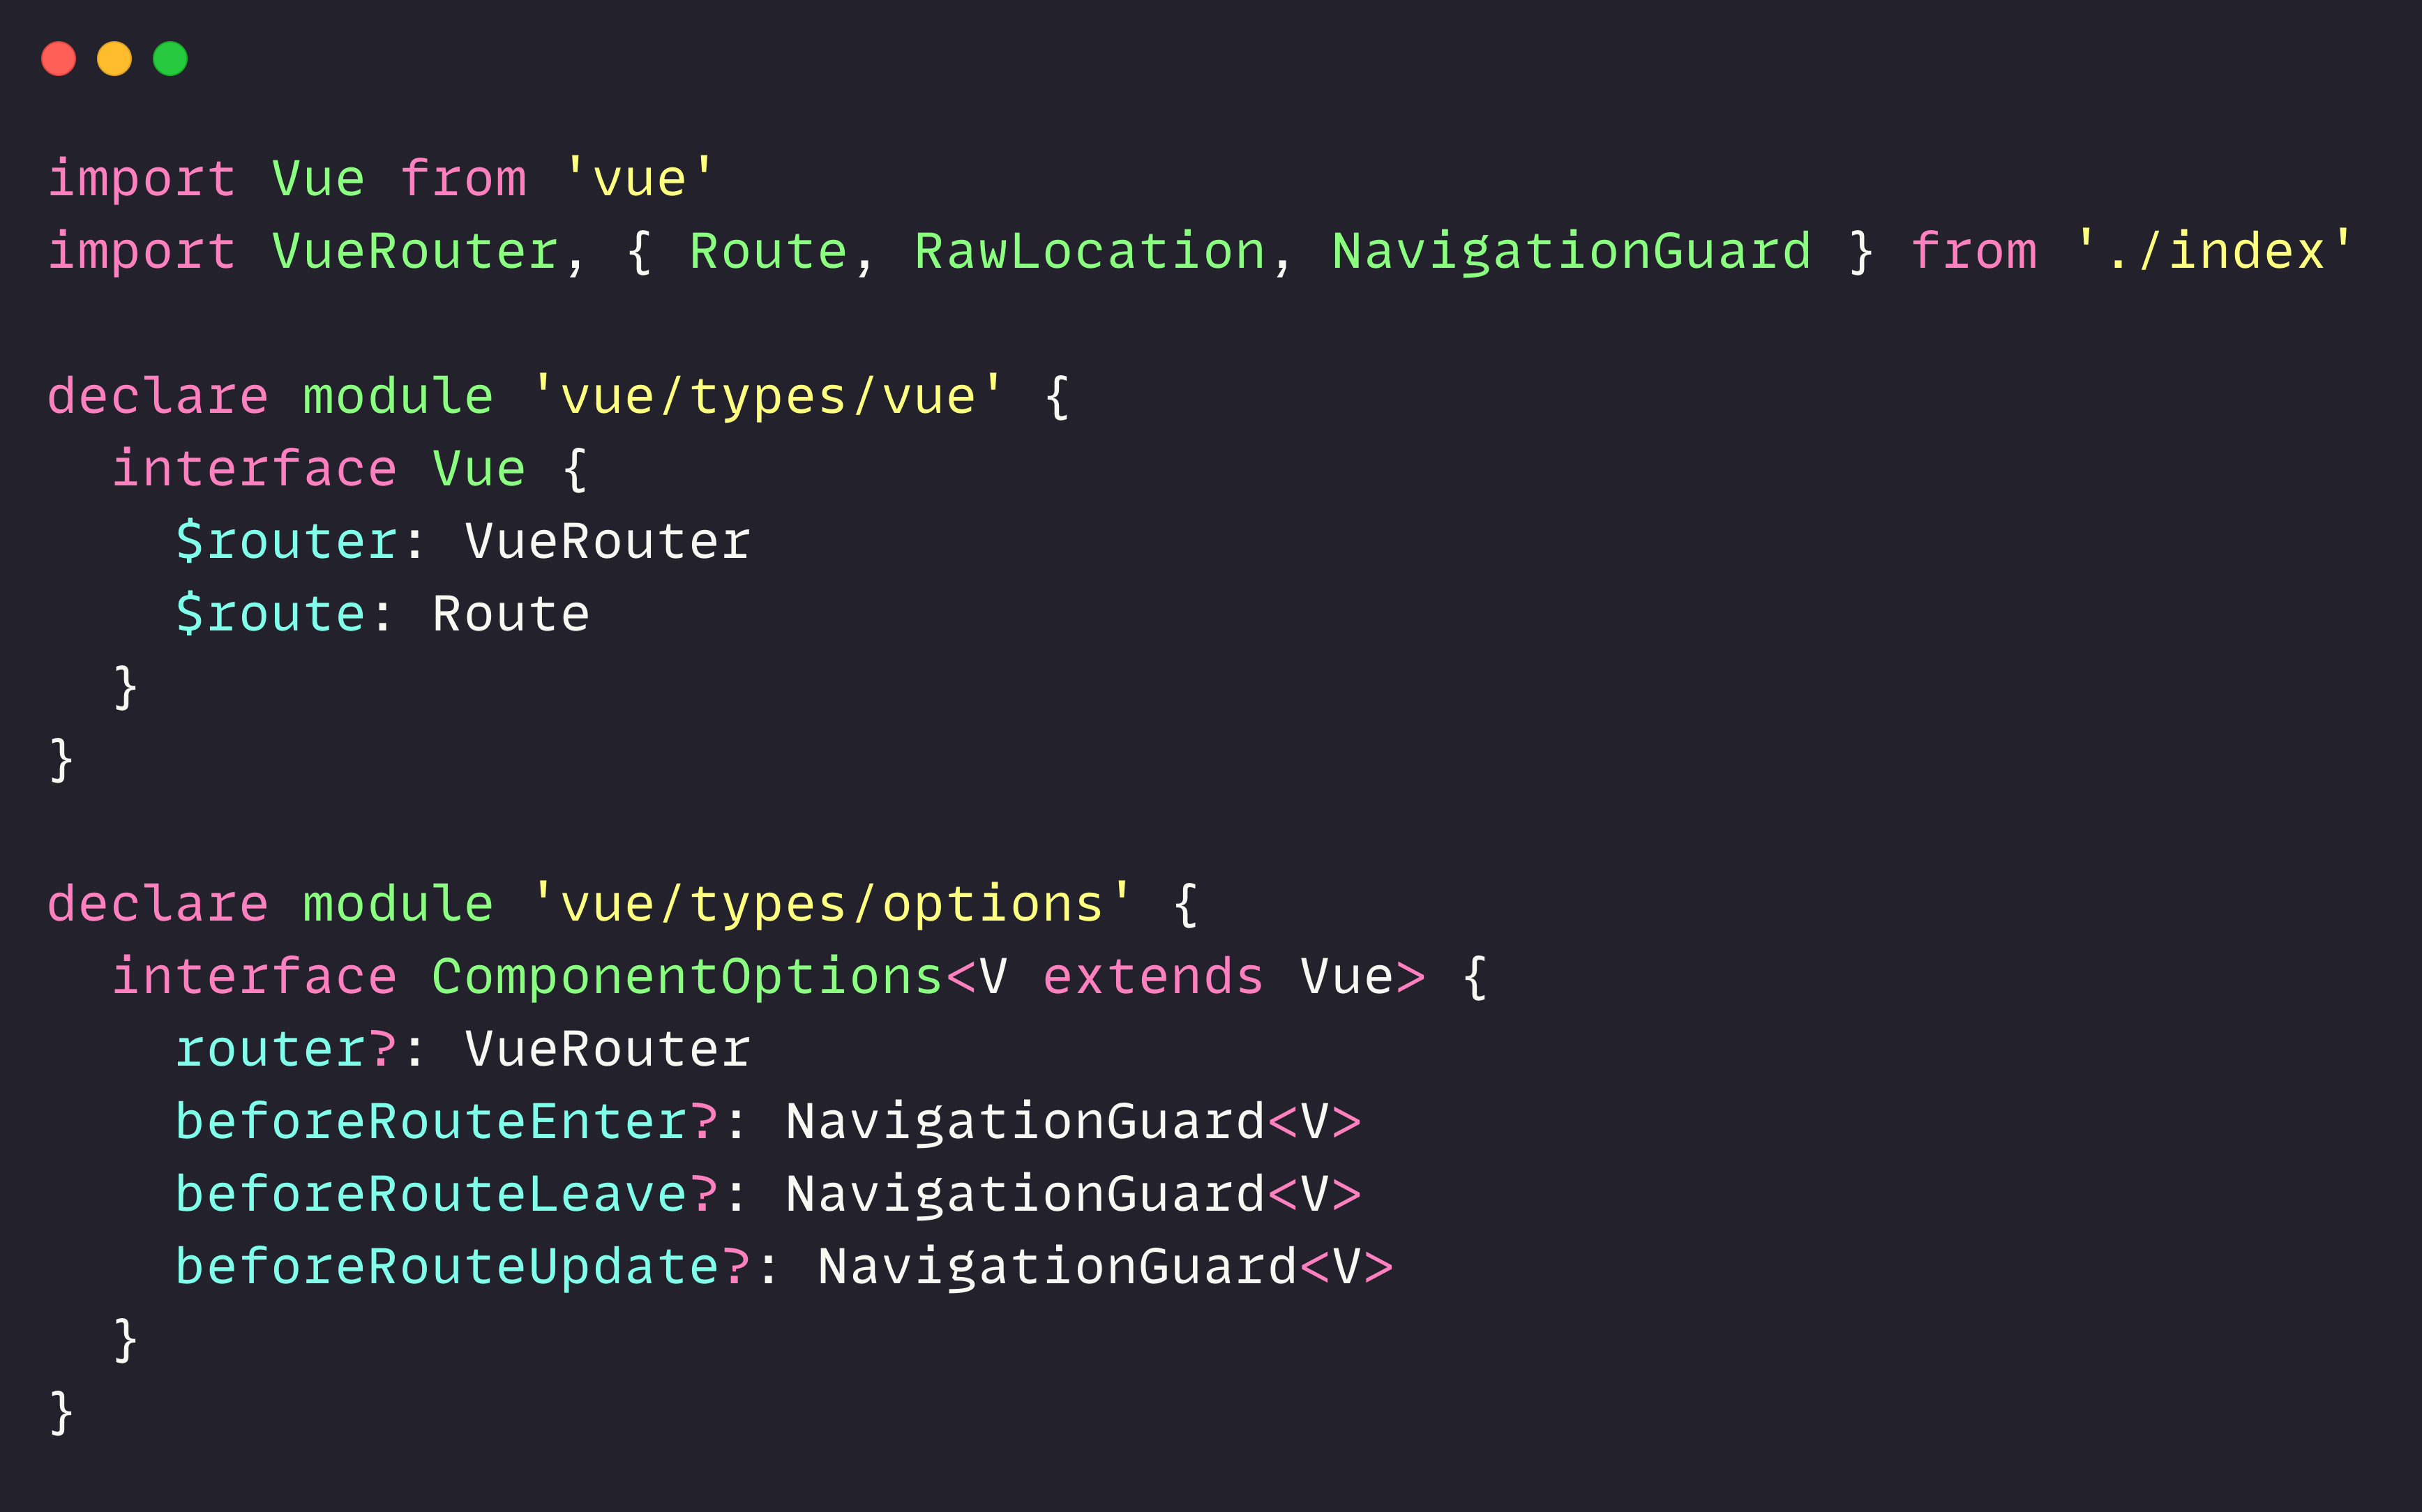 import Vue from 'vue'
import VueRouter, { Route, RawLocation, NavigationGuard } from './index'

declare module 'vue/types/vue' {
  interface Vue {
    $router: VueRouter
    $route: Route
  }
}

declare module 'vue/types/options' {
  interface ComponentOptions<V extends Vue> {
    router?: VueRouter
    beforeRouteEnter?: NavigationGuard<V>
    beforeRouteLeave?: NavigationGuard<V>
    beforeRouteUpdate?: NavigationGuard<V>
  }
}